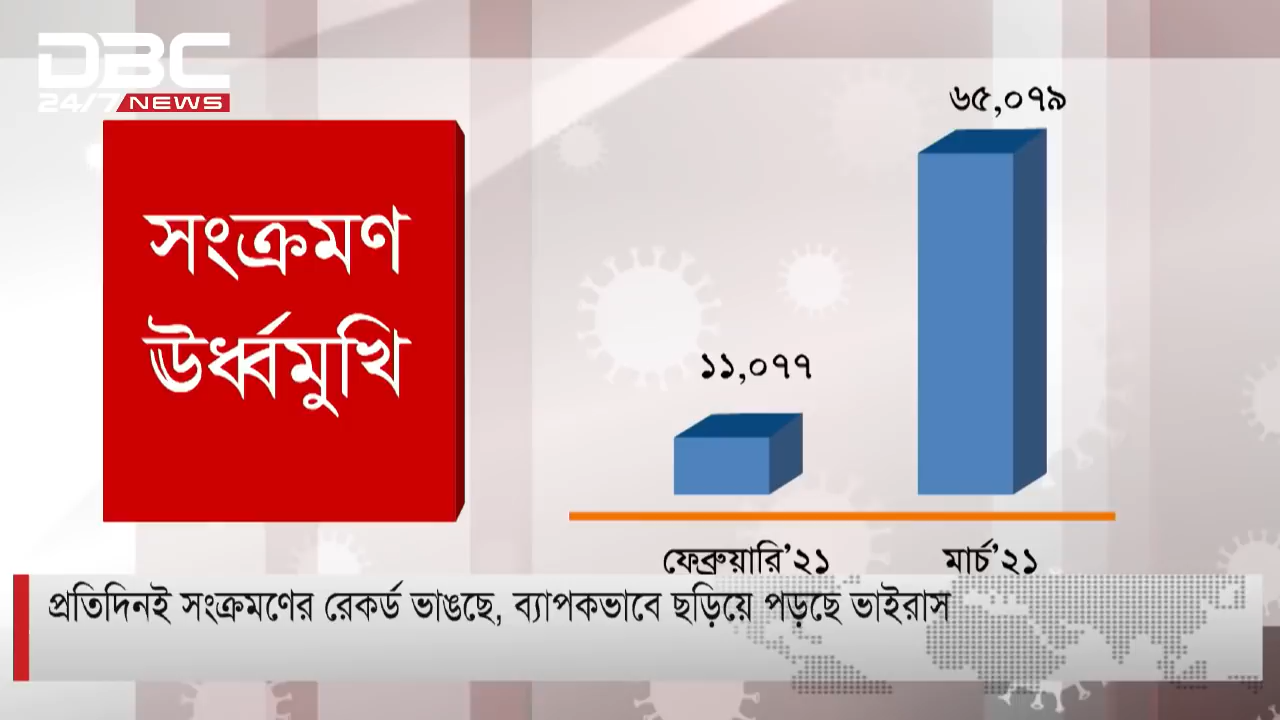 DBC
24/7 NEWS
সংক্রমণ
ঊর্ধ্বমুখি
৬৫,০৭৯
১১,০৭৭
ফেব্রুয়ারি’২১
মার্চ’২১
প্রতিদিনই সংক্রমণের রেকর্ড ভাঙছে, ব্যাপকভাবে ছড়িয়ে পড়ছে ভাইরাস